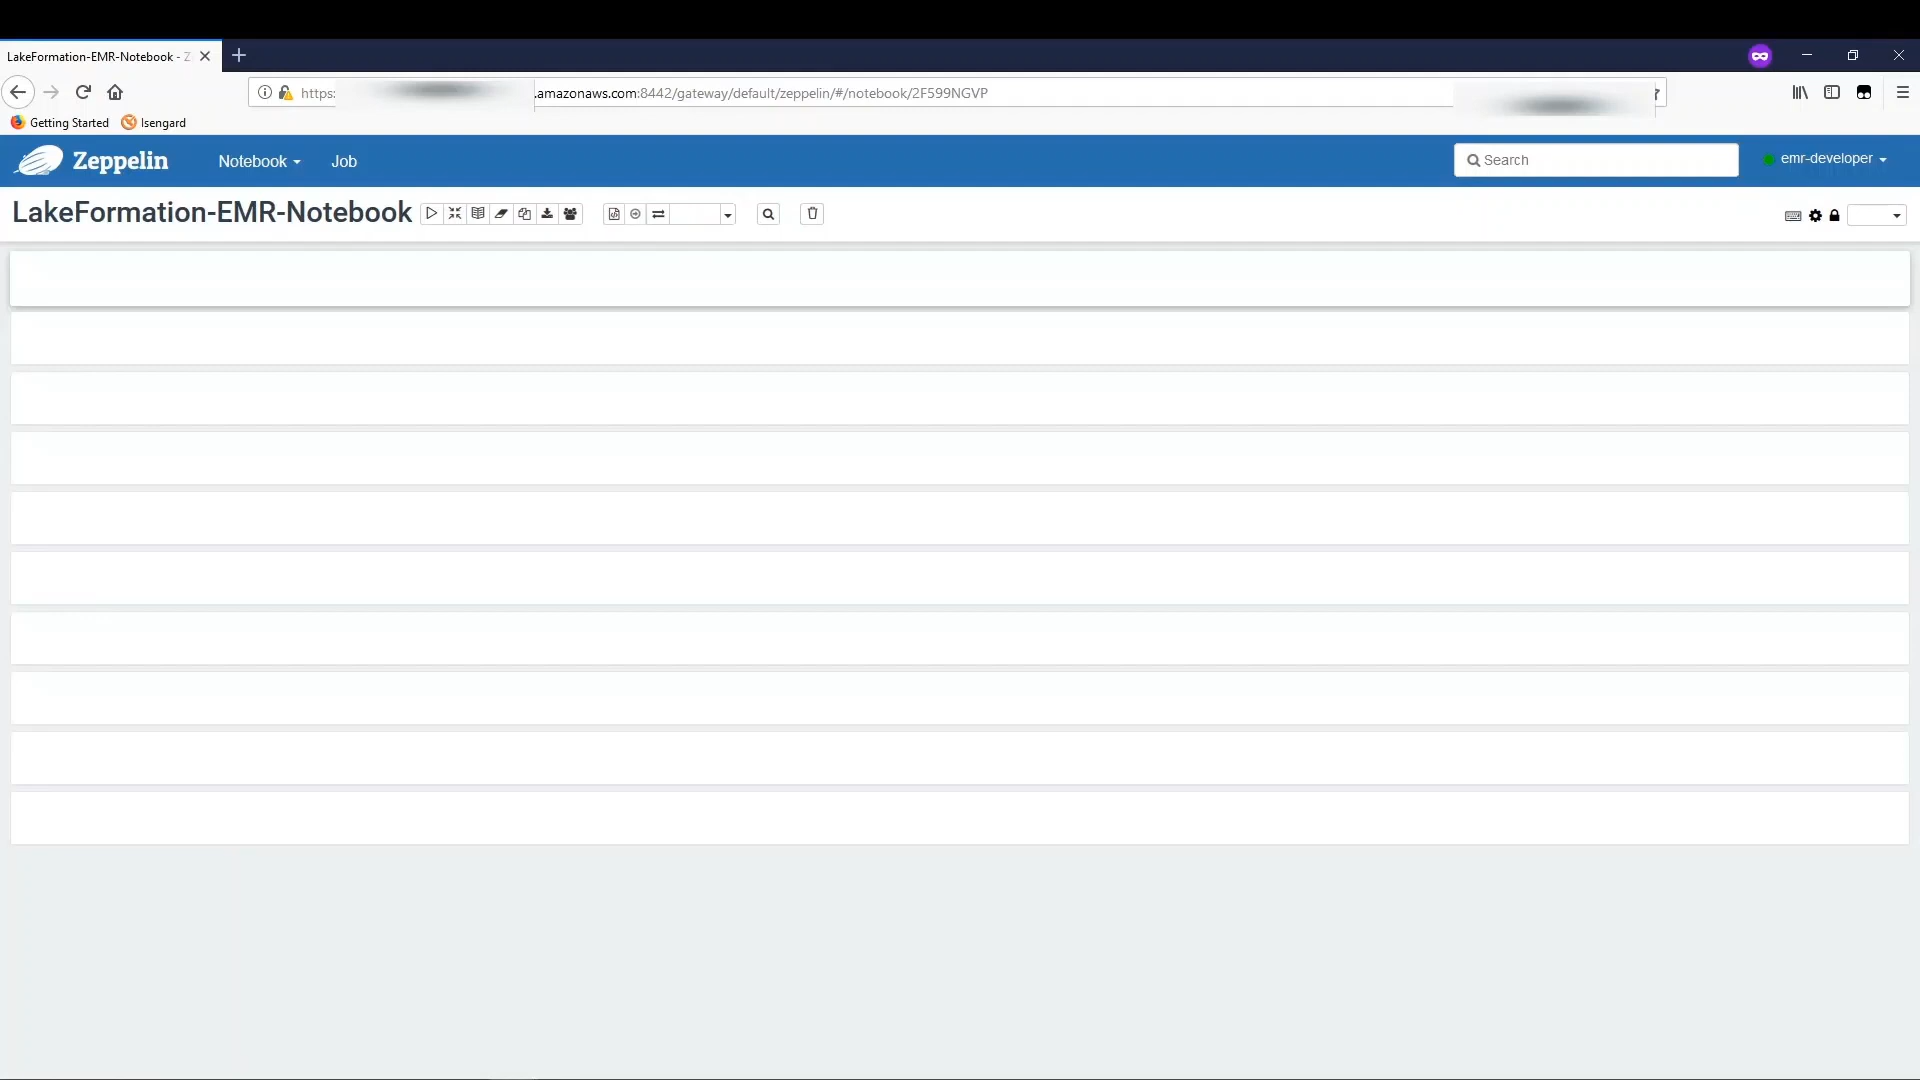 LakeFormation-EMR-Notebook - Z
https: .amazonaws.com:8442/gateway/default/zeppelin/#/notebook/2F599NGVP
Getting Started Isengard
Zeppelin Notebook Job Search emr-developer
LakeFormation-EMR-Notebook